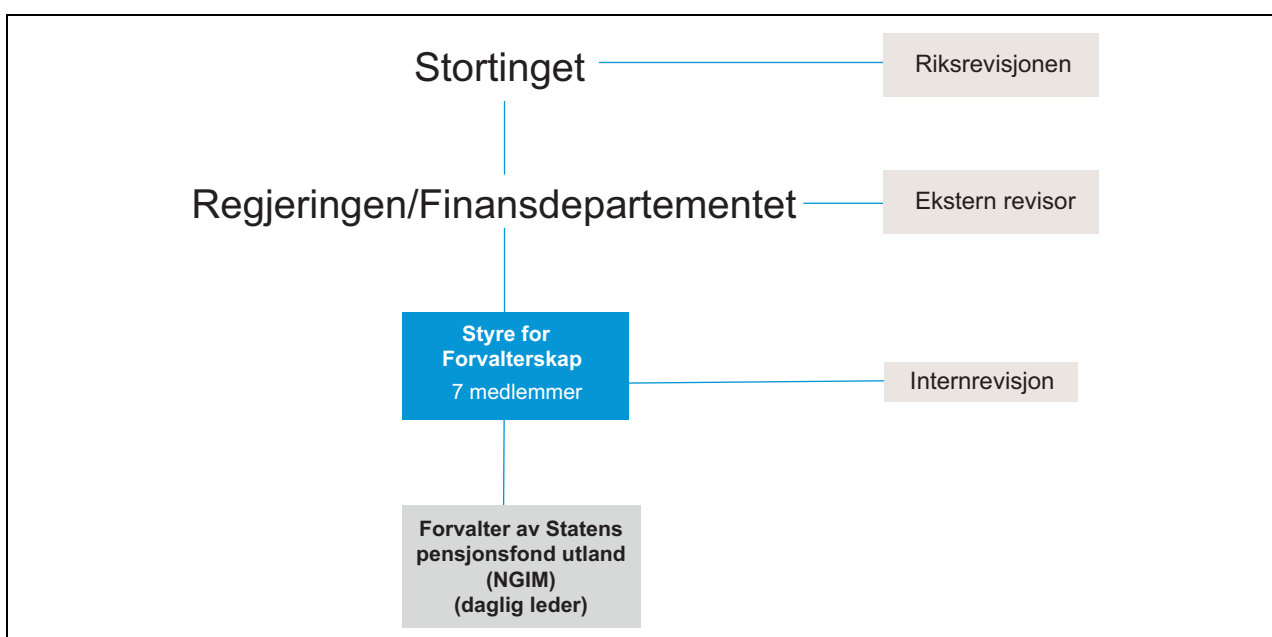 Stortinget
Riksrevisjonen
Regjeringen/Finansdepartementet
Ekstern revisor
Styre for
Forvalterskap
7 medlemmer
Internrevisjon
Forvalter av Statens
pensjonsfond utland
(NGIM)
(daglig leder)